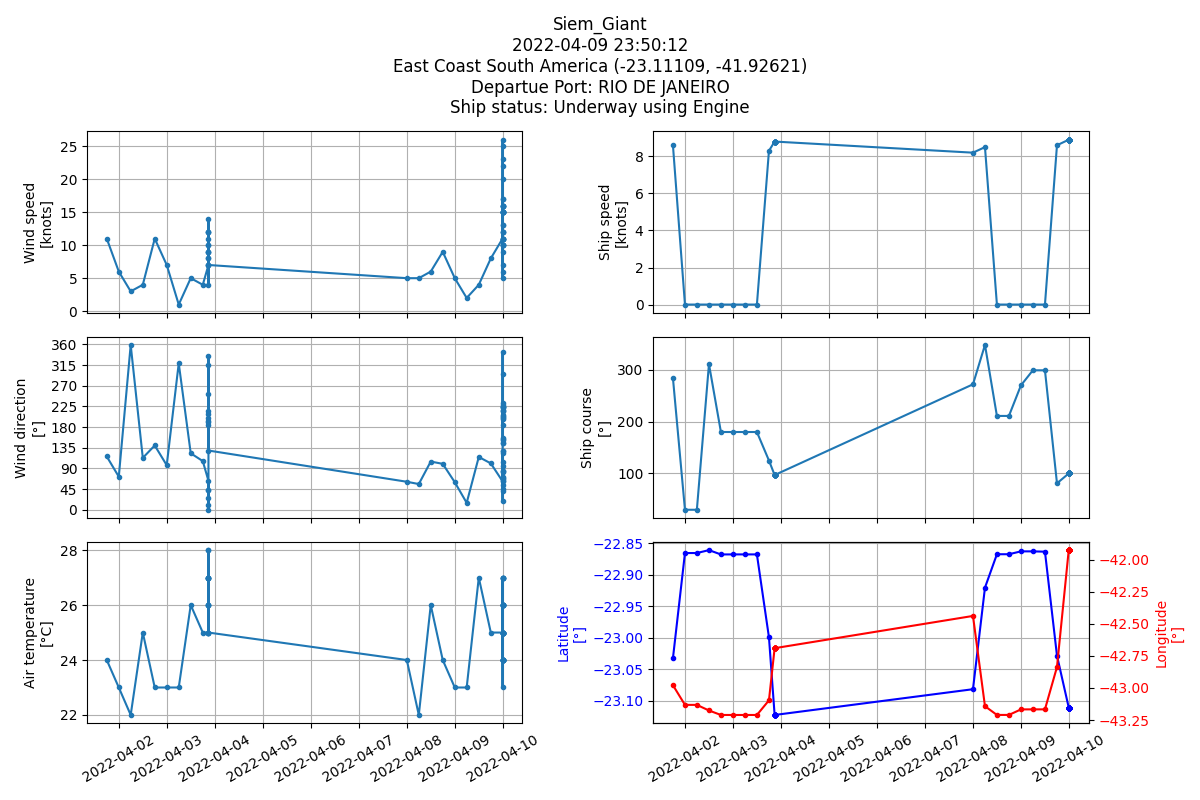 Siem_Giant
2022-04-09 23:50:12
East Coast South America (-23.11109, -41.92621)
Departue Port: RIO DE JANEIRO
Ship status: Underway using Engine
Wind speed
[knots]
25
20
15
10
5
0
Ship speed
[knots]
8
6
4
2
0
Wind direction
[°]
360
315
270
225
180
135
90
45
0
Ship course
[°]
300
200
100
Air temperature
[°C]
28
26
24
22
2022-04-02 2022-04-03 2022-04-04 2022-04-05 2022-04-06 2022-04-07 2022-04-08 2022-04-09 2022-04-10
Latitude
[°]
−22.85
−22.90
−22.95
−23.00
−23.05
−23.10
Longitude
[°]
−42.00
−42.25
−42.50
−42.75
−43.00
−43.25
2022-04-02 2022-04-03 2022-04-04 2022-04-05 2022-04-06 2022-04-07 2022-04-08 2022-04-09 2022-04-10